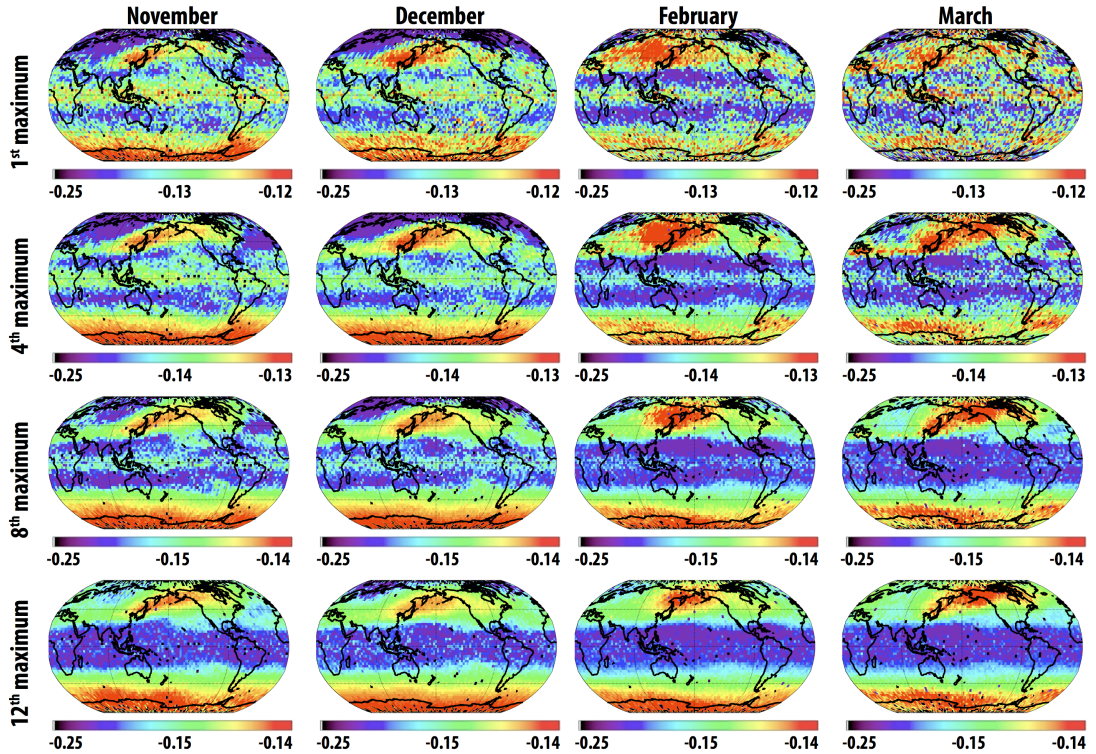 November December February March
1st maximum
-0.25 -0.13 -0.12 -0.25 -0.13 -0.12 -0.25 -0.13 -0.12 -0.25 -0.13 -0.12
4th maximum
-0.25 -0.14 -0.13 -0.25 -0.14 -0.13 -0.25 -0.14 -0.13 -0.25 -0.14 -0.13
8th maximum
-0.25 -0.15 -0.14 -0.25 -0.15 -0.14 -0.25 -0.15 -0.14 -0.25 -0.15 -0.14
12th maximum
-0.25 -0.15 -0.14 -0.25 -0.15 -0.14 -0.25 -0.15 -0.14 -0.25 -0.15 -0.14